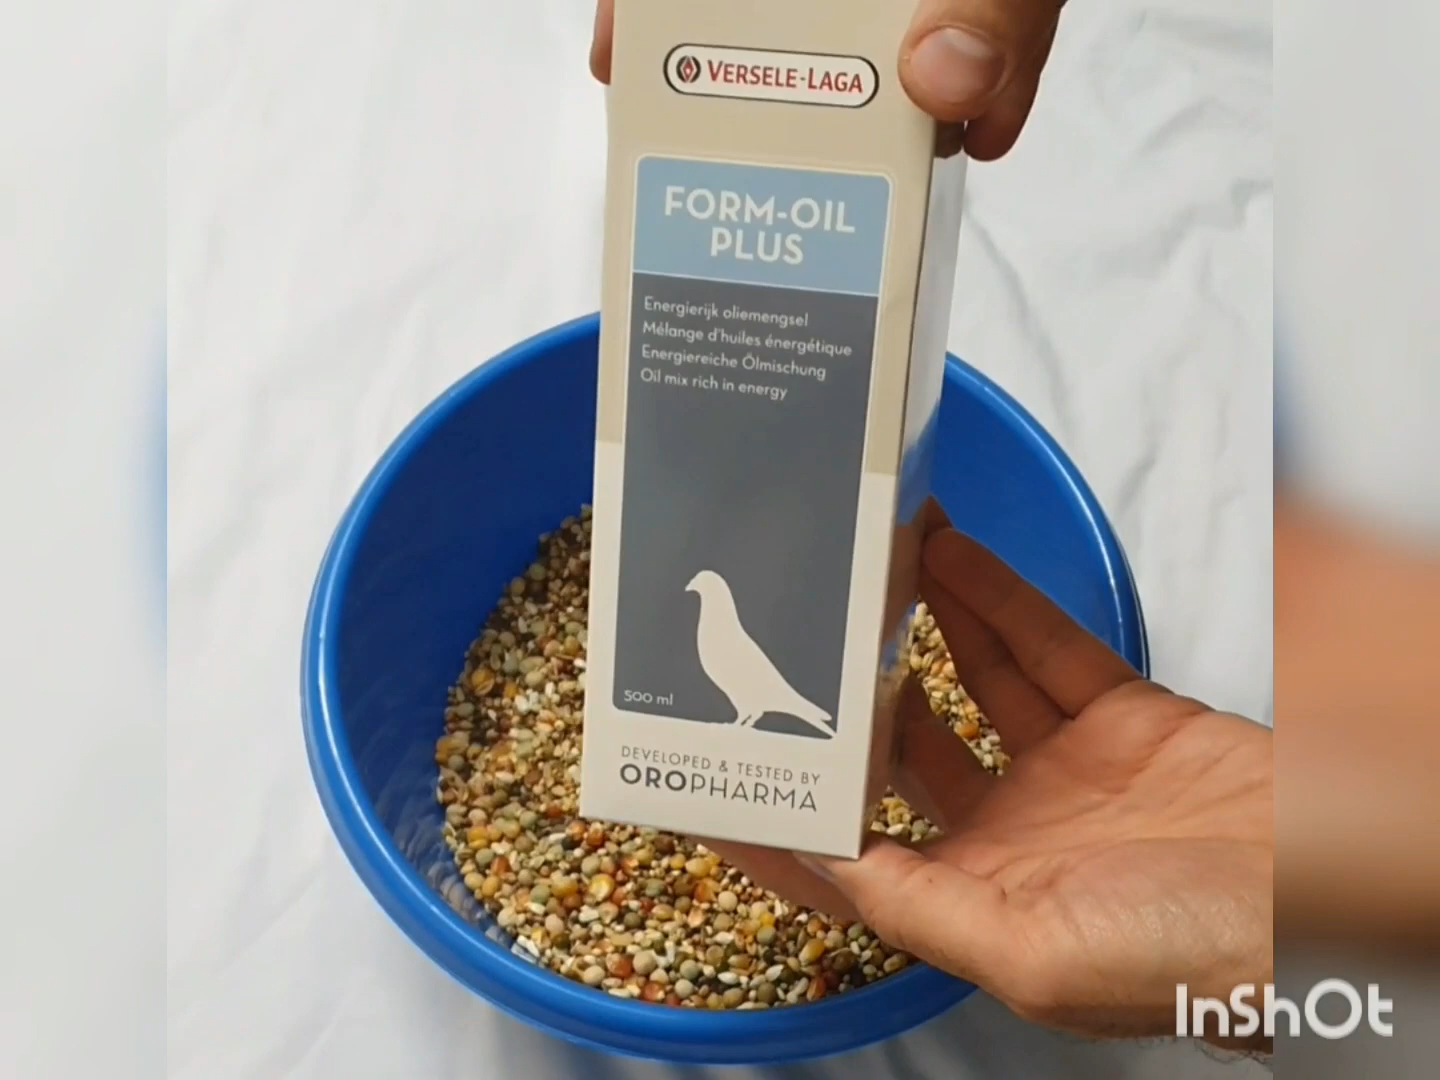 VERSELE-LAGA
FORM-OIL
PLUS
Energierijk oliemengsel
Mélange d'huiles énergétique
Energiereiche Ölmischung
Oil mix rich in energy
500 ml
DEVELOPED & TESTED BY
OROPHARMA
InShOt